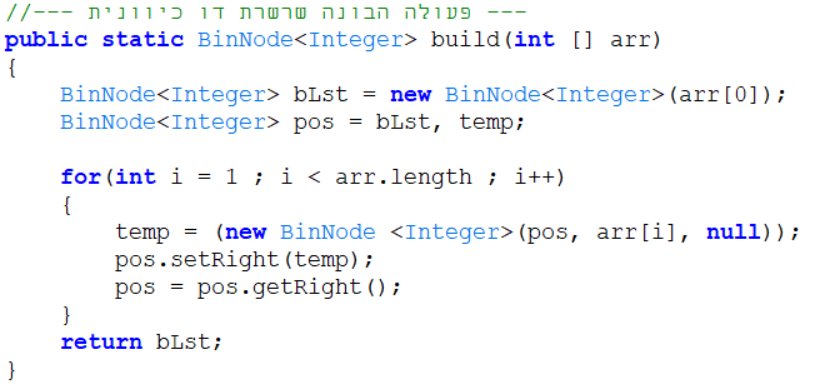 //--- פעולה הבונה שרשרת דו כיוונית ---
public static BinNode<Integer> build(int [] arr)
{
    BinNode<Integer> bLst = new BinNode<Integer>(arr[0]);
    BinNode<Integer> pos = bLst, temp;

    for(int i = 1 ; i < arr.length ; i++)
    {
        temp = (new BinNode <Integer>(pos, arr[i], null));
        pos.setRight(temp);
        pos = pos.getRight();
    }
    return bLst;
}